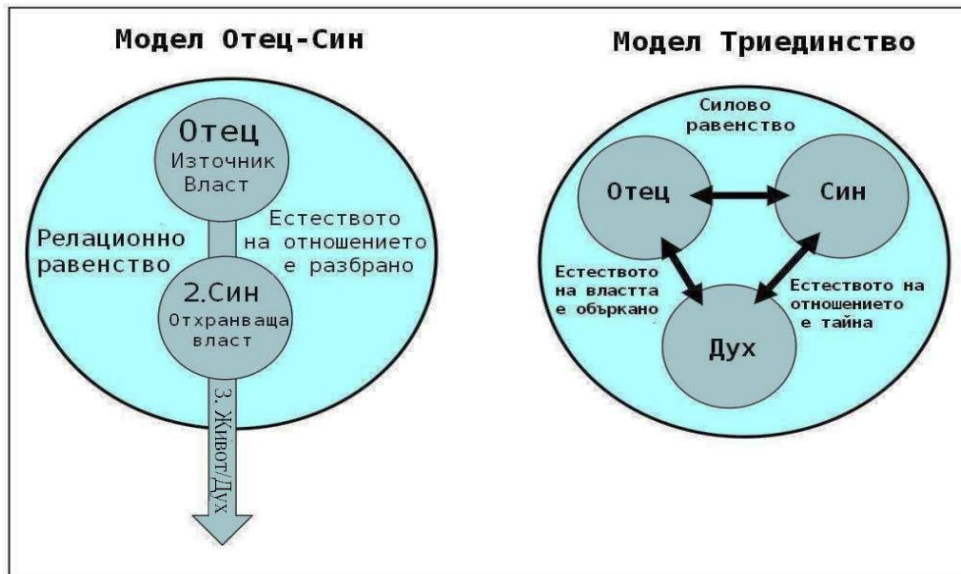 Модел Отец-Син
Отец
Източник
Власт
Релационно
равенство
Естеството
на отношението
е разбрано
2.Син
Отхранваща
власт
3. Живот/Дух
Модел Триединство
Силово
равенство
Отец
Син
Естеството
на властта
е объркано
Естеството на
отношението
е тайна
Дух